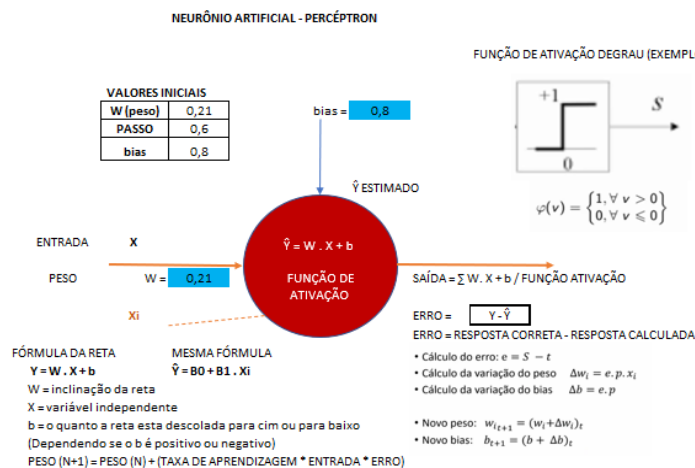 NEURÔNIO ARTIFICIAL - PERCÉPTRON
FUNÇÃO DE ATIVAÇÃO DEGRAU (EXEMPL
VALORES INICIAIS
W (peso) 0,21
PASSO 0,6
bias 0,8
bias = 0,8
+1
0
S
φ(v) = {1,∀ v > 0
0,∀ v ⩽ 0}
Ŷ ESTIMADO
ENTRADA X
PESO W = 0,21
Xi
Ŷ = W . X + b
FUNÇÃO DE
ATIVAÇÃO
SAÍDA = ∑ W. X + b / FUNÇÃO ATIVAÇÃO
ERRO = Y - Ŷ
ERRO = RESPOSTA CORRETA - RESPOSTA CALCULADA
FÓRMULA DA RETA MESMA FÓRMULA
Y = W . X + b Ŷ = B0 + B1 . Xi
W = inclinação da reta
X = variável independente
b = o quanto a reta esta descolada para cim ou para baixo
(Dependendo se o b é positivo ou negativo)
PESO (N+1) = PESO (N) + (TAXA DE APRENDIZAGEM * ENTRADA * ERRO)
• Cálculo do erro: e = S − t
• Cálculo da variação do peso Δwᵢ = e.p.xᵢ
• Cálculo da variação do bias Δb = e.p
• Novo peso: wᵢₜ₊₁ = (wᵢ+Δwᵢ)ₜ
• Novo bias: bₜ₊₁ = (b + Δb)ₜ